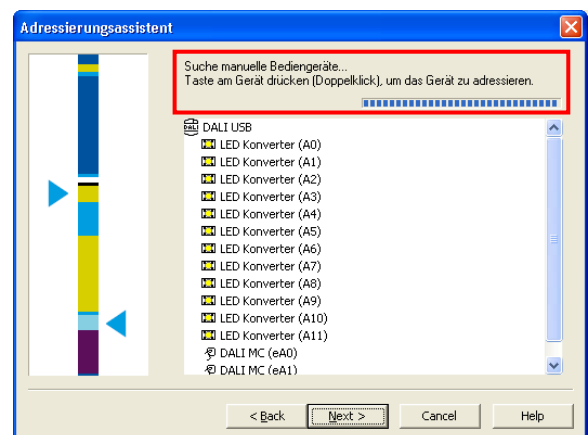 Adressierungsassistent
Suche manuelle Bediengeräte...
Taste am Gerät drücken (Doppelklick), um das Gerät zu adressieren.
DALI USB
LED Konverter (A0)
LED Konverter (A1)
LED Konverter (A2)
LED Konverter (A3)
LED Konverter (A4)
LED Konverter (A5)
LED Konverter (A6)
LED Konverter (A7)
LED Konverter (A8)
LED Konverter (A9)
LED Konverter (A10)
LED Konverter (A11)
DALI MC (eA0)
DALI MC (eA1)
< Back Next > Cancel Help